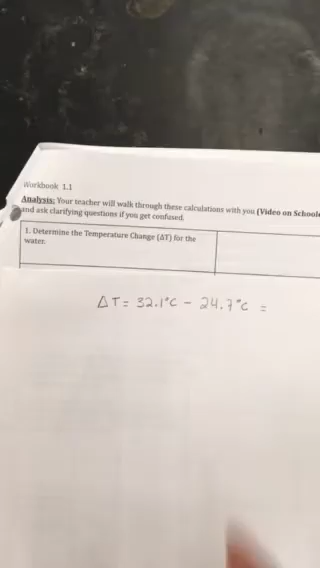 Workbook 1.1
Analysis: Your teacher will walk through these calculations with you (Video on Schoolo
and ask clarifying questions if you get confused.
1. Determine the Temperature Change (ΔT) for the
water.
ΔT = 32.1°C - 24.7°C =